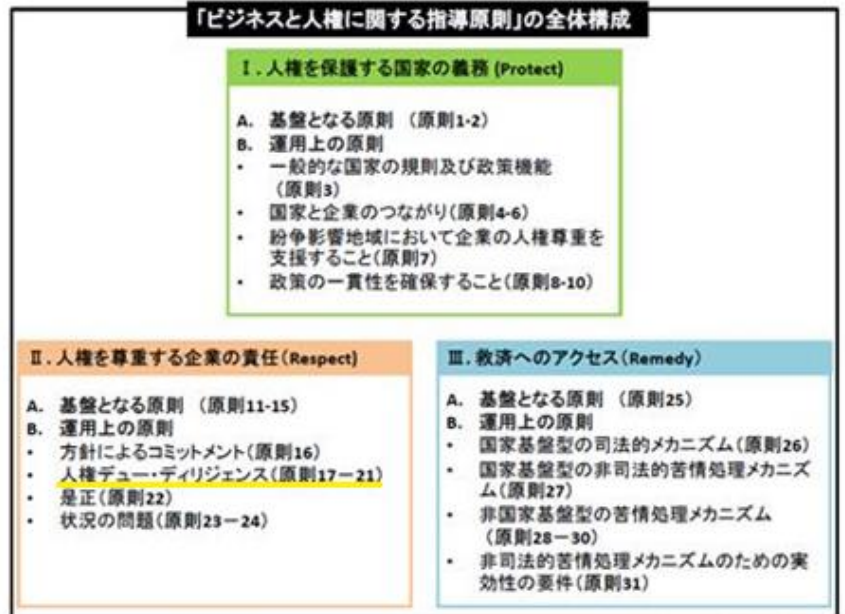 「ビジネスと人権に関する指導原則」の全体構成
Ⅰ.人権を保護する国家の義務 (Protect)
A. 基盤となる原則 (原則1-2)
B. 運用上の原則
・ 一般的な国家の規則及び政策機能
(原則3)
・ 国家と企業のつながり(原則4-6)
・ 紛争影響地域において企業の人権尊重を
支援すること(原則7)
・ 政策の一貫性を確保すること(原則8-10)
Ⅱ.人権を尊重する企業の責任(Respect)
A. 基盤となる原則 (原則11-15)
B. 運用上の原則
・ 方針によるコミットメント(原則16)
・ 人権デュー・ディリジェンス(原則17-21)
・ 是正(原則22)
・ 状況の問題(原則23-24)
Ⅲ.救済へのアクセス(Remedy)
A. 基盤となる原則 (原則25)
B. 運用上の原則
・ 国家基盤型の司法的メカニズム(原則26)
・ 国家基盤型の非司法的苦情処理メカニズ
ム(原則27)
・ 非国家基盤型の苦情処理メカニズム
(原則28-30)
・ 非司法的苦情処理メカニズムのための実
効性の要件(原則31)